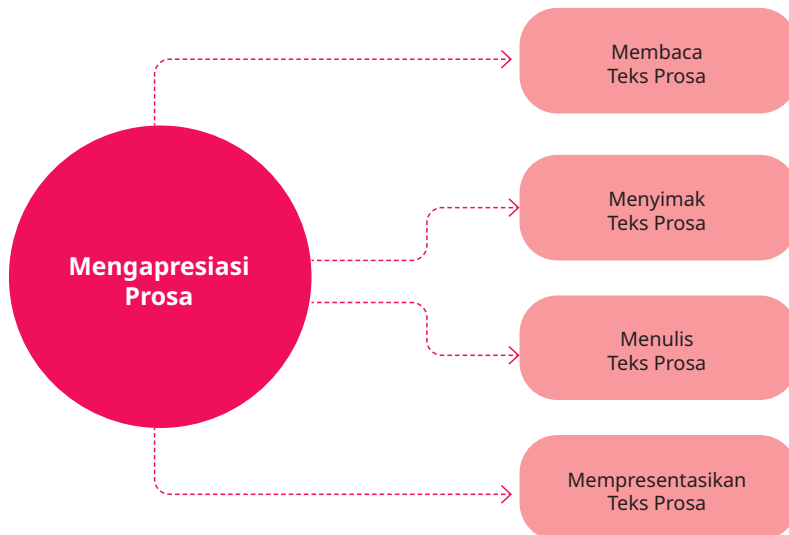 Membaca
Teks Prosa
Menyimak
Teks Prosa
Mengapresiasi
Prosa
Menulis
Teks Prosa
Mempresentasikan
Teks Prosa